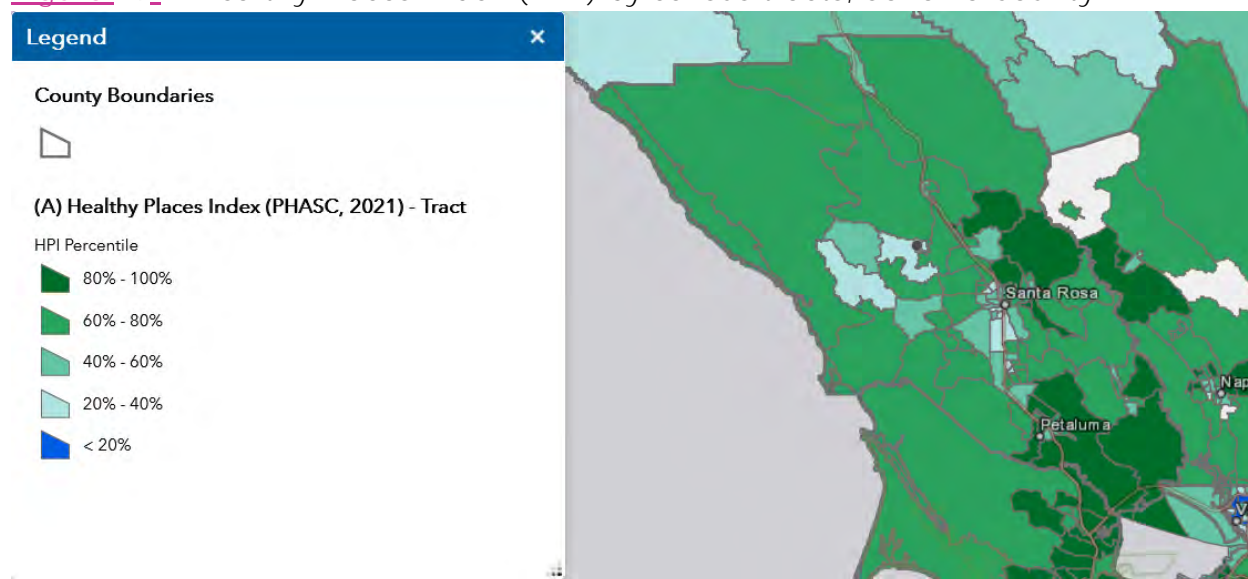 Legend
×
County Boundaries
(A) Healthy Places Index (PHASC, 2021) - Tract
HPI Percentile
80% - 100%
60% - 80%
40% - 60%
20% - 40%
< 20%
Santa Rosa
Nap
Petaluma
V